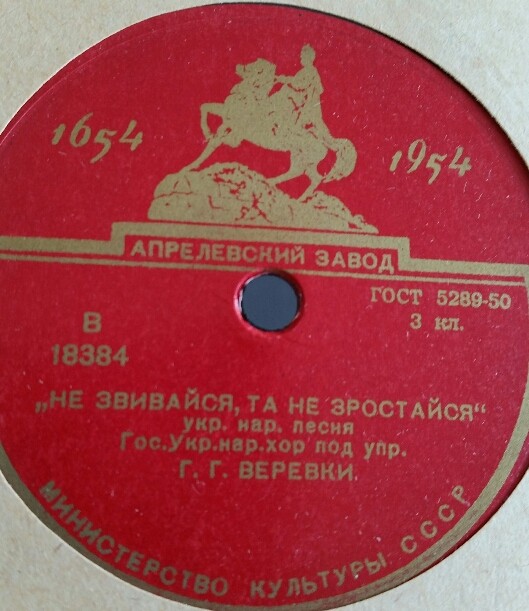 1654
1954
АПРЕЛЕВСКИЙ ЗАВОД
ГОСТ 5289-50
3 кл.
В
18384
„НЕ ЗВИВАЙСЯ, ТА НЕ ЗРОСТАЙСЯ“
укр. нар. песня
Гос.Укр.нар.хор под упр.
Г. Г. ВЕРЕВКИ.
МИНИСТЕРСТВО КУЛЬТУРЫ СССР